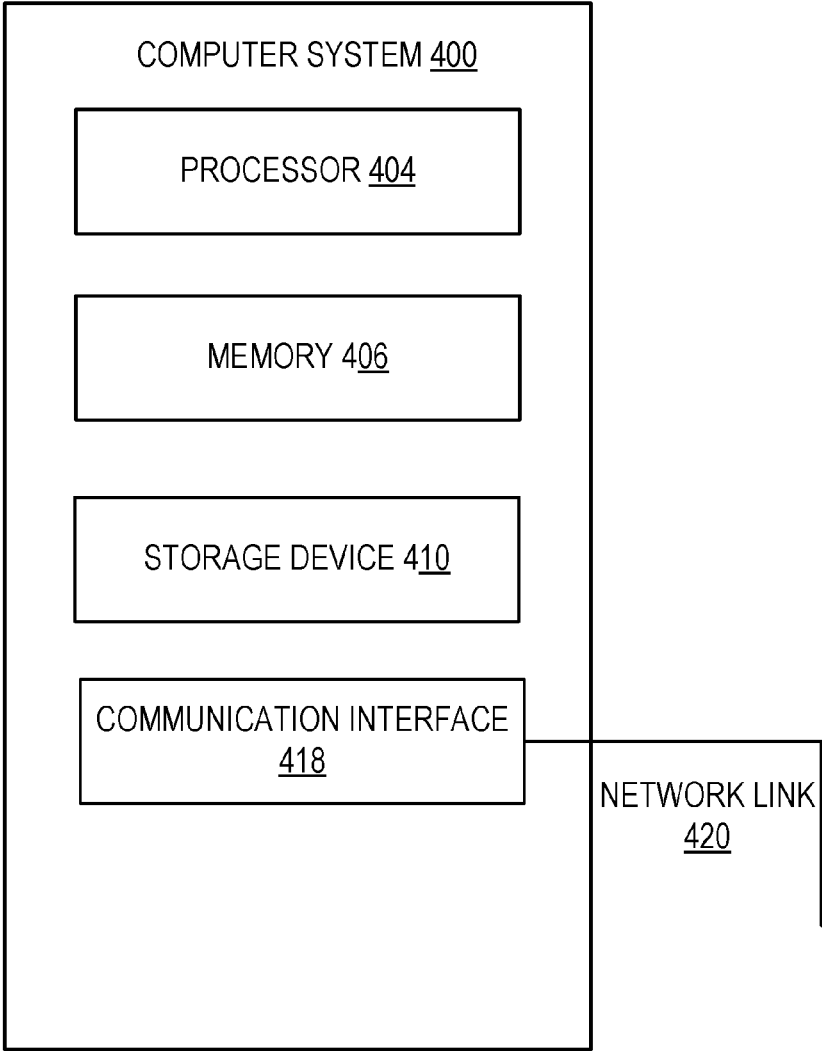 COMPUTER SYSTEM 400
PROCESSOR 404
MEMORY 406
STORAGE DEVICE 410
COMMUNICATION INTERFACE
418
NETWORK LINK
420